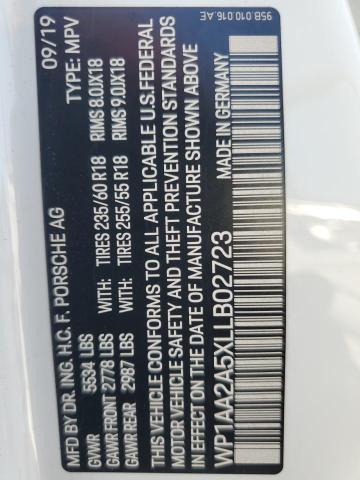 95B.010.016.AE
MFD BY DR. ING. H.C. F. PORSCHE AG 09/19
GVWR 5534 LBS TYPE: MPV
GAWR FRONT 2778 LBS WITH: TIRES 235/60 R18 RIMS 8.0JX18
GAWR REAR 2987 LBS WITH: TIRES 255/55 R18 RIMS 9.0JX18
THIS VEHICLE CONFORMS TO ALL APPLICABLE U.S. FEDERAL
MOTOR VEHICLE SAFETY AND THEFT PREVENTION STANDARDS
IN EFFECT ON THE DATE OF MANUFACTURE
WP1AA2A5XLLB02723 MADE IN GERMANY